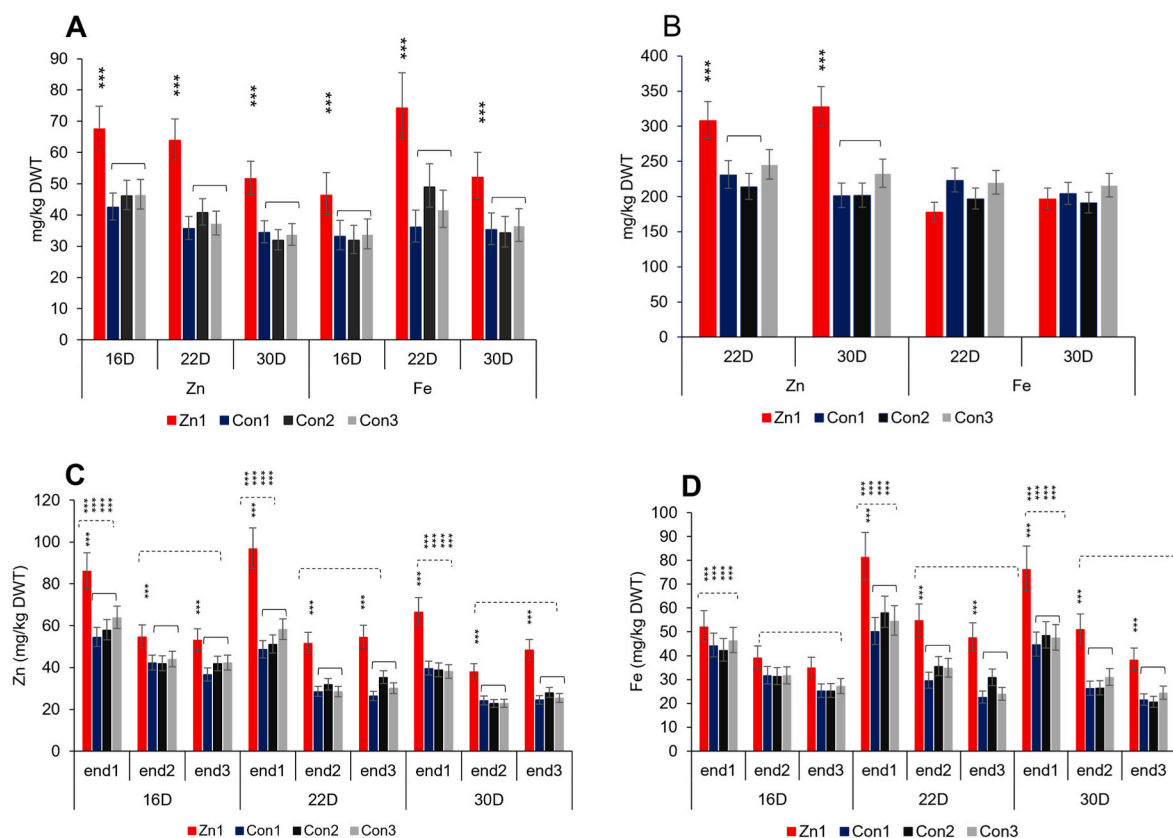 A
mg/kg DWT
90
80
70
60
50
40
30
20
10
0
*** *** *** *** *** ***
16D 22D 30D 16D 22D 30D
Zn Fe
Zn1 Con1 Con2 Con3
B
mg/kg DWT
400
350
300
250
200
150
100
50
0
*** ***
22D 30D 22D 30D
Zn Fe
Zn1 Con1 Con2 Con3
C
Zn (mg/kg DWT)
120
100
80
60
40
20
0
*** *** *** *** *** *** *** *** *** *** *** ***
*** *** *** *** *** *** *** *** ***
end1 end2 end3 end1 end2 end3 end1 end2 end3
16D 22D 30D
Zn1 Con1 Con2 Con3
D
Fe (mg/kg DWT)
100
90
80
70
60
50
40
30
20
10
0
*** *** *** *** *** *** *** *** *** *** *** ***
*** *** *** *** *** ***
end1 end2 end3 end1 end2 end3 end1 end2 end3
16D 22D 30D
Zn1 Con1 Con2 Con3